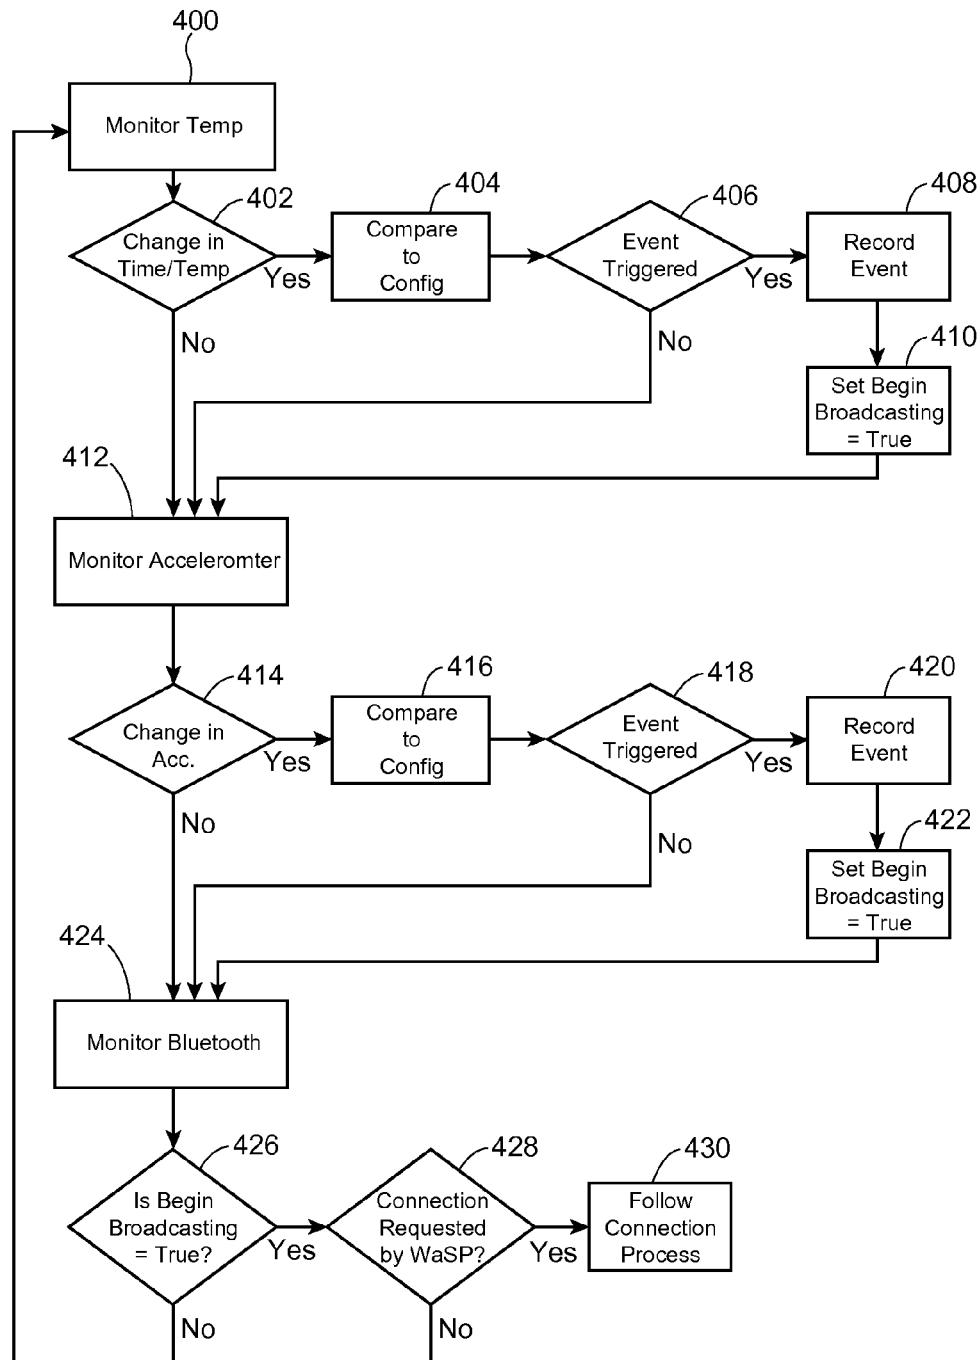 400
Monitor Temp
402
404
406
408
Change in
Time/Temp
Yes
Compare
to
Config
Event
Triggered
Yes
Record
Event
No
No
410
Set Begin
Broadcasting
= True
412
Monitor Acceleromter
414
416
418
420
Change in
Acc.
Yes
Compare
to
Config
Event
Triggered
Yes
Record
Event
No
No
422
Set Begin
Broadcasting
= True
424
Monitor Bluetooth
426
428
430
Is Begin
Broadcasting
= True?
Yes
Connection
Requested
by WaSP?
Yes
Follow
Connection
Process
No
No